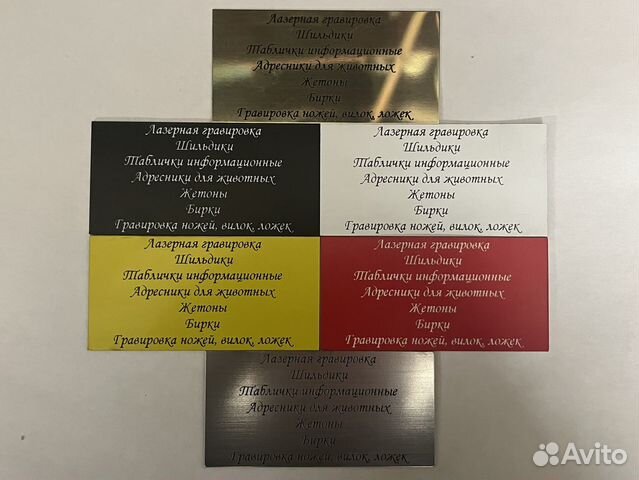 Лазерная гравировка
Шильдики
Таблички информационные
Адресники для животных
Жетоны
Бирки
Гравировка ножей, вилок, ложек
Лазерная гравировка
Шильдики
Таблички информационные
Адресники для животных
Жетоны
Бирки
Гравировка ножей, вилок, ложек
Лазерная гравировка
Шильдики
Таблички информационные
Адресники для животных
Жетоны
Бирки
Гравировка ножей, вилок, ложек
Лазерная гравировка
Шильдики
Таблички информационные
Адресники для животных
Жетоны
Бирки
Гравировка ножей, вилок, ложек
Лазерная гравировка
Шильдики
Таблички информационные
Адресники для животных
Жетоны
Бирки
Гравировка ножей, вилок, ложек
Лазерная гравировка
Шильдики
Таблички информационные
Адресники для животных
Жетоны
Бирки
Гравировка ножей, вилок, ложек
Avito